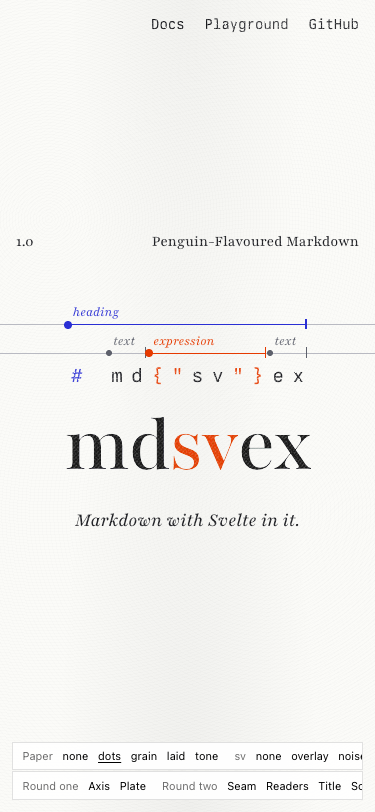 Docs Playground GitHub
1.0 Penguin-Flavoured Markdown
heading
text expression text
# md{"sv"}ex
mdsvex
Markdown with Svelte in it.
Paper none dots grain laid tone sv none overlay noise
Round one Axis Plate Round two Seam Readers Title